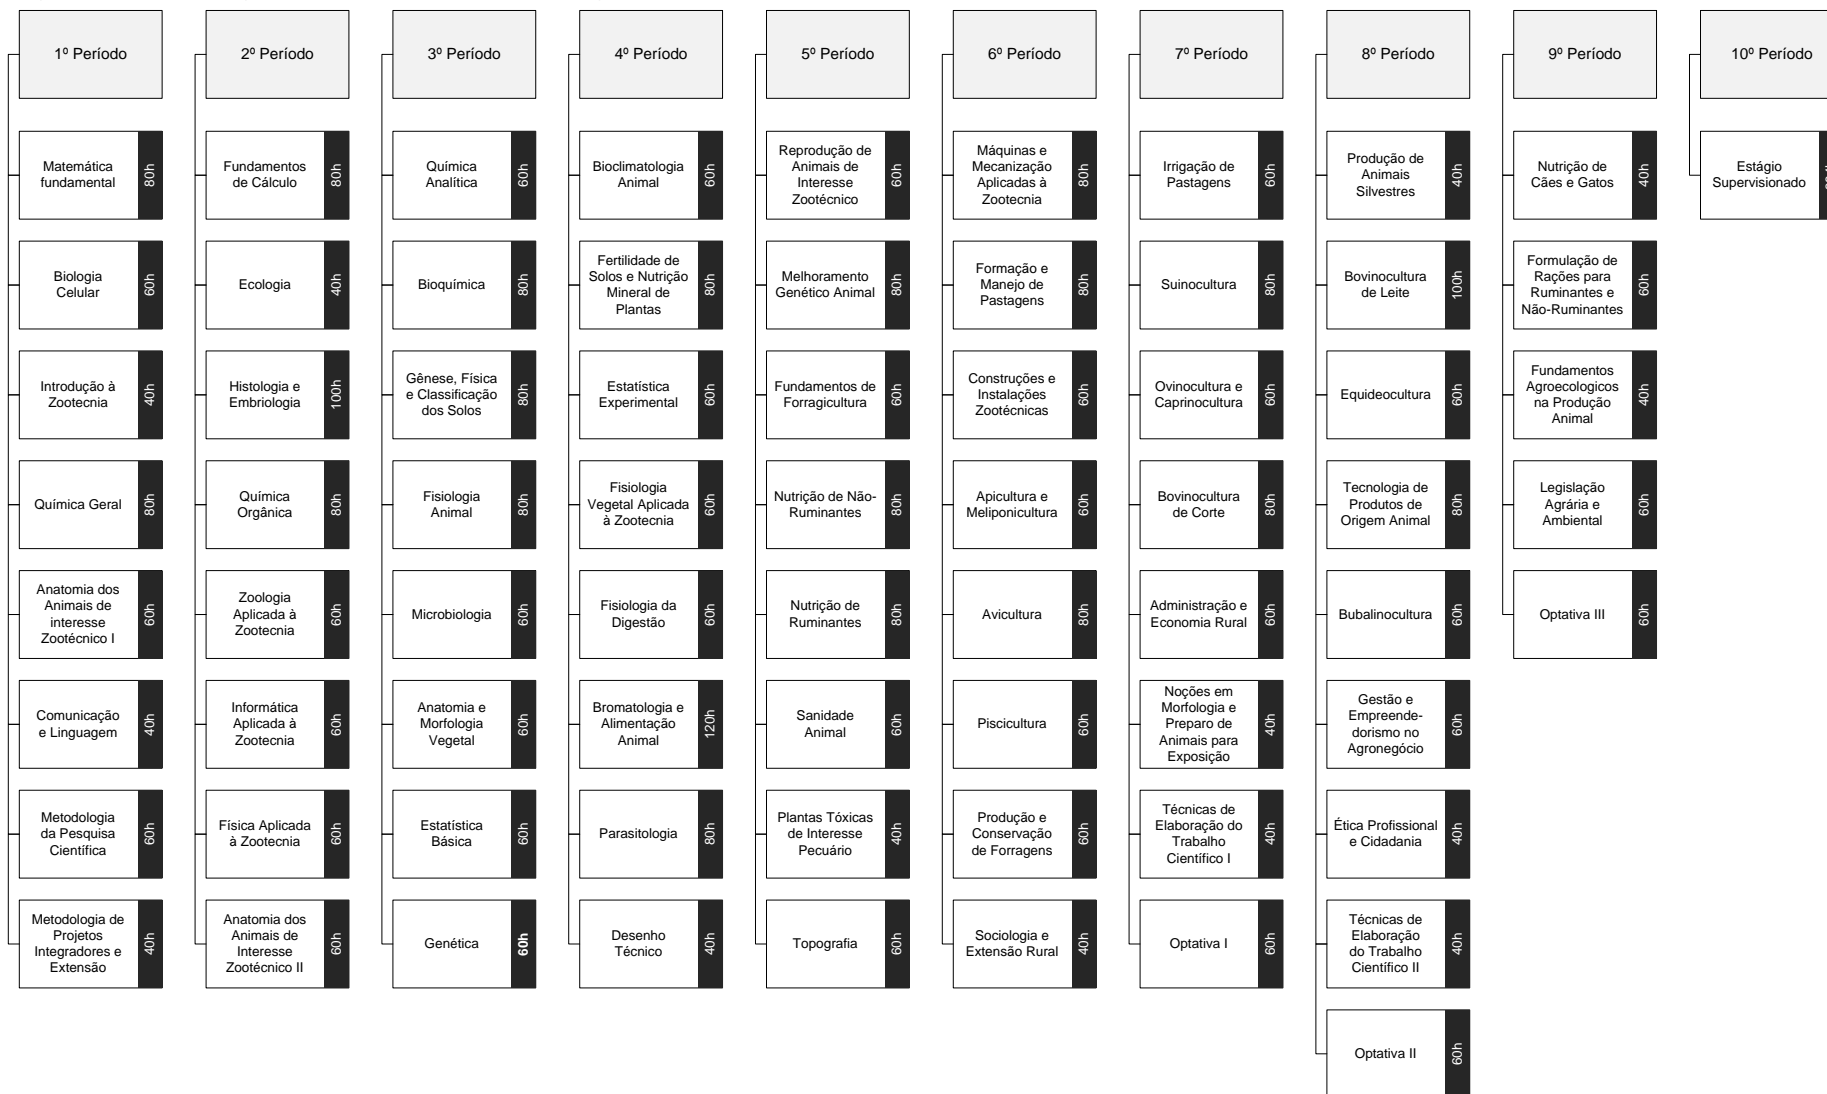 1º Período
Matemática
fundamental
80h
Biologia
Celular
60h
Introdução à
Zootecnia
40h
Química Geral
80h
Anatomia dos
Animais de
interesse
Zootécnico I
60h
Comunicação
e Linguagem
40h
Metodologia
da Pesquisa
Científica
60h
Metodologia de
Projetos
Integradores e
Extensão
40h
2º Período
Fundamentos
de Cálculo
80h
Ecologia
40h
Histologia e
Embriologia
100h
Química
Orgânica
80h
Zoologia
Aplicada à
Zootecnia
60h
Informática
Aplicada à
Zootecnia
60h
Física Aplicada
à Zootecnia
60h
Anatomia dos
Animais de
Interesse
Zootécnico II
60h
3º Período
Química
Analítica
60h
Bioquímica
80h
Gênese, Física
e Classificação
dos Solos
80h
Fisiologia
Animal
80h
Microbiologia
60h
Anatomia e
Morfologia
Vegetal
60h
Estatística
Básica
60h
Genética
60h
4º Período
Bioclimatologia
Animal
60h
Fertilidade de
Solos e Nutrição
Mineral de
Plantas
80h
Estatística
Experimental
60h
Fisiologia
Vegetal Aplicada
à Zootecnia
60h
Fisiologia da
Digestão
60h
Bromatologia e
Alimentação
Animal
120h
Parasitologia
80h
Desenho
Técnico
40h
5º Período
Reprodução de
Animais de
Interesse
Zootécnico
60h
Melhoramento
Genético Animal
80h
Fundamentos de
Forragicultura
60h
Nutrição de Não-
Ruminantes
80h
Nutrição de
Ruminantes
80h
Sanidade
Animal
60h
Plantas Tóxicas
de Interesse
Pecuário
40h
Topografia
60h
6º Período
Máquinas e
Mecanização
Aplicadas à
Zootecnia
80h
Formação e
Manejo de
Pastagens
80h
Construções e
Instalações
Zootécnicas
60h
Apicultura e
Meliponicultura
60h
Avicultura
80h
Piscicultura
60h
Produção e
Conservação
de Forragens
60h
Sociologia e
Extensão Rural
40h
7º Período
Irrigação de
Pastagens
60h
Suinocultura
80h
Ovinocultura e
Caprinocultura
60h
Bovinocultura
de Corte
80h
Administração e
Economia Rural
60h
Noções em
Morfologia e
Preparo de
Animais para
Exposição
40h
Técnicas de
Elaboração do
Trabalho
Científico I
40h
Optativa I
60h
8º Período
Produção de
Animais
Silvestres
40h
Bovinocultura
de Leite
100h
Equideocultura
60h
Tecnologia de
Produtos de
Origem Animal
80h
Bubalinocultura
60h
Gestão e
Empreende-
dorismo no
Agronegócio
60h
Ética Profissional
e Cidadania
40h
Técnicas de
Elaboração
do Trabalho
Científico II
40h
Optativa II
60h
9º Período
Nutrição de
Cães e Gatos
40h
Formulação de
Rações para
Ruminantes e
Não-Ruminantes
60h
Fundamentos
Agroecologicos
na Produção
Animal
40h
Legislação
Agrária e
Ambiental
60h
Optativa III
60h
10º Período
Estágio
Supervisionado